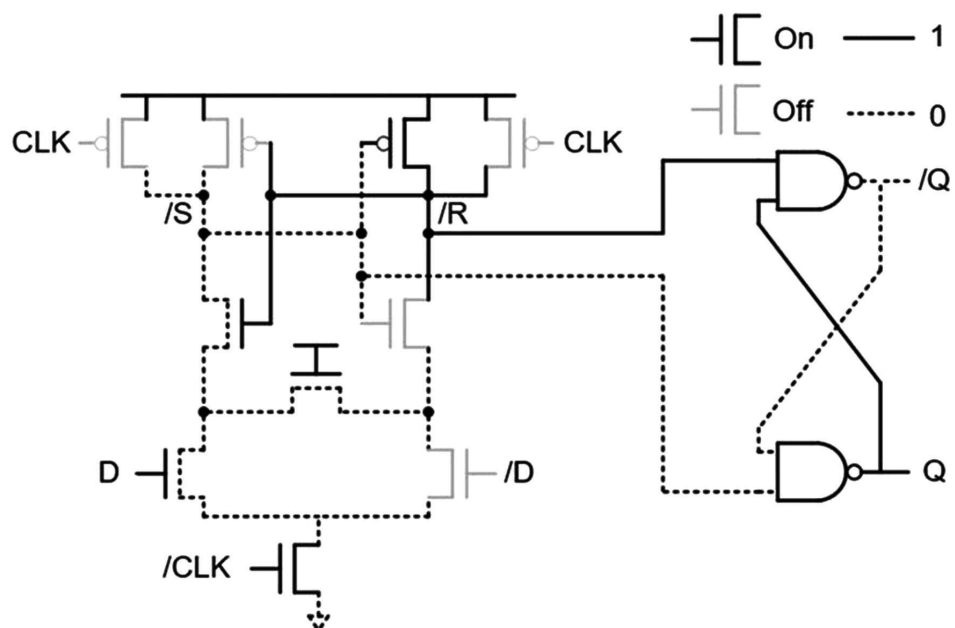 On 1
Off 0
CLK CLK
/S /R
/Q
D /D
Q
/CLK